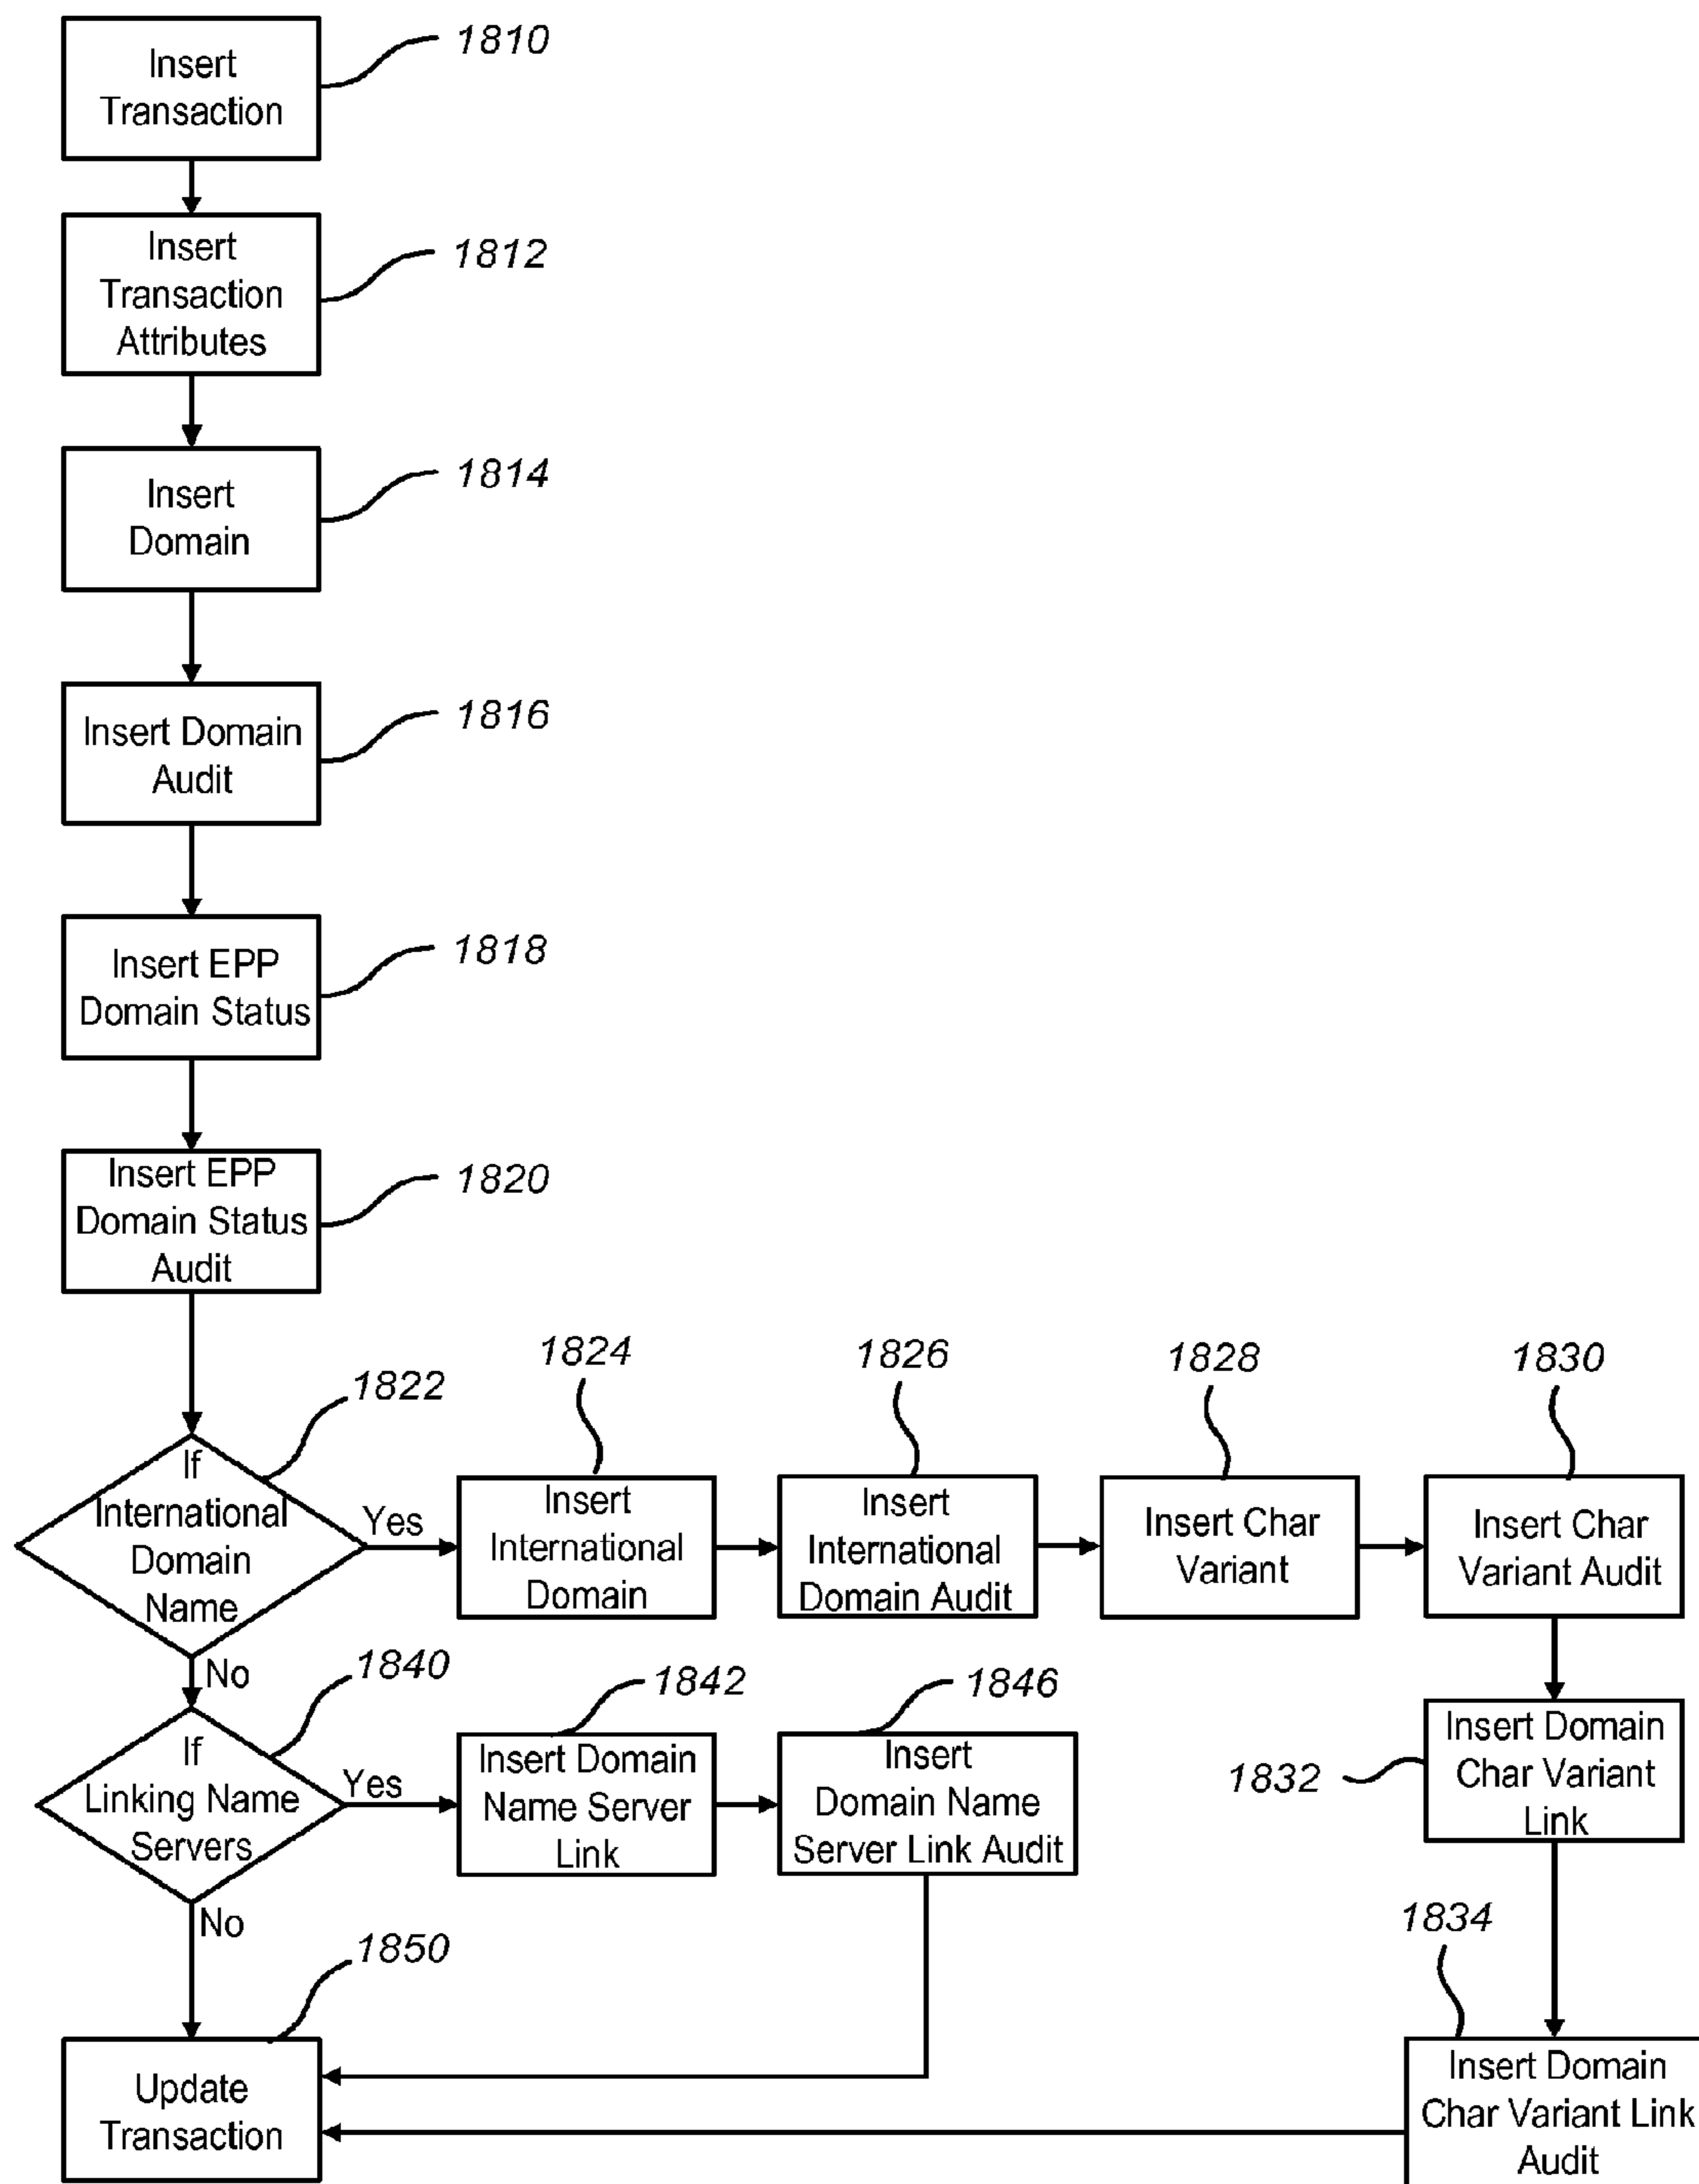 Insert
Transaction
1810
Insert
Transaction
Attributes
1812
Insert
Domain
1814
Insert Domain
Audit
1816
Insert EPP
Domain Status
1818
Insert EPP
Domain Status
Audit
1820
If
International
Domain
Name
1822
Yes
No
Insert
International
Domain
1824
Insert
International
Domain Audit
1826
Insert Char
Variant
1828
Insert Char
Variant Audit
1830
Insert Domain
Char Variant
Link
1832
Insert Domain
Char Variant Link
Audit
1834
If
Linking Name
Servers
1840
Yes
No
Insert Domain
Name Server
Link
1842
Insert
Domain Name
Server Link Audit
1846
Update
Transaction
1850